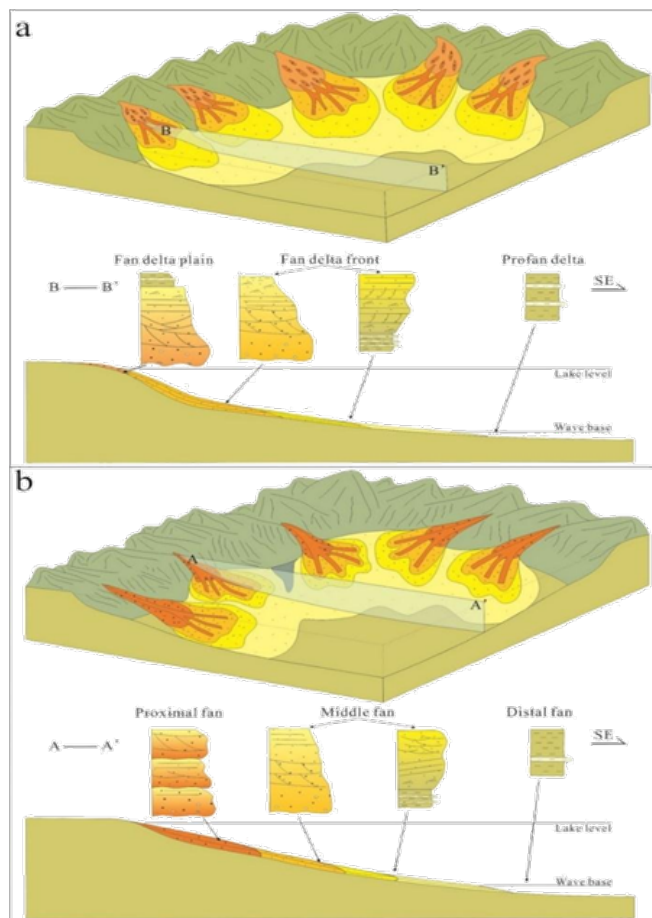 a
B
B'
Fan delta plain Fan delta front Profan delta
B — B' SE
Lake level
Wave base
b
A
A'
Proximal fan Middle fan Distal fan
A — A' SE
Lake level
Wave base